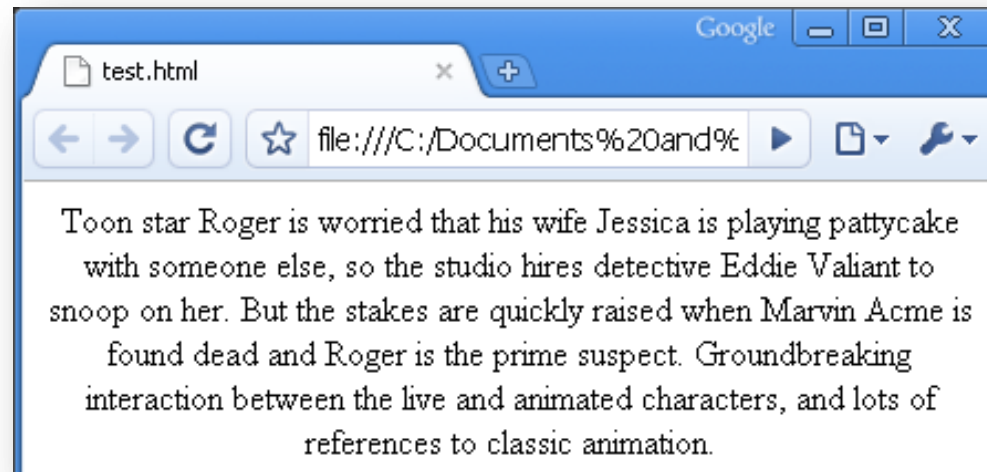 Google
test.html
file:///C:/Documents%20and%
Toon star Roger is worried that his wife Jessica is playing pattycake
with someone else, so the studio hires detective Eddie Valiant to
snoop on her. But the stakes are quickly raised when Marvin Acme is
found dead and Roger is the prime suspect. Groundbreaking
interaction between the live and animated characters, and lots of
references to classic animation.